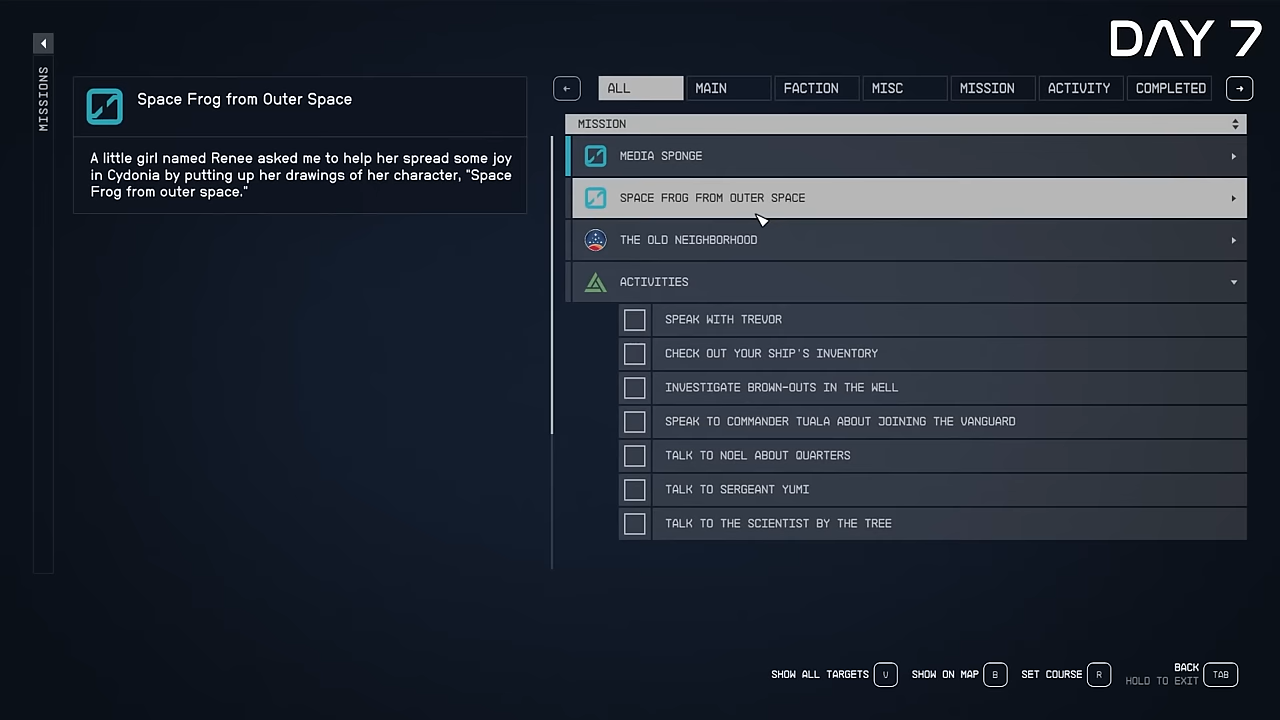 DAY 7
MISSIONS
Space Frog from Outer Space
A little girl named Renee asked me to help her spread some joy
in Cydonia by putting up her drawings of her character, "Space
Frog from outer space."
ALL
MAIN
FACTION
MISC
MISSION
ACTIVITY
COMPLETED
MISSION
MEDIA SPONGE
SPACE FROG FROM OUTER SPACE
THE OLD NEIGHBORHOOD
ACTIVITIES
SPEAK WITH TREVOR
CHECK OUT YOUR SHIP'S INVENTORY
INVESTIGATE BROWN-OUTS IN THE WELL
SPEAK TO COMMANDER TUALA ABOUT JOINING THE VANGUARD
TALK TO NOEL ABOUT QUARTERS
TALK TO SERGEANT YUMI
TALK TO THE SCIENTIST BY THE TREE
SHOW ALL TARGETS V
SHOW ON MAP B
SET COURSE R
BACK
HOLD TO EXIT
TAB